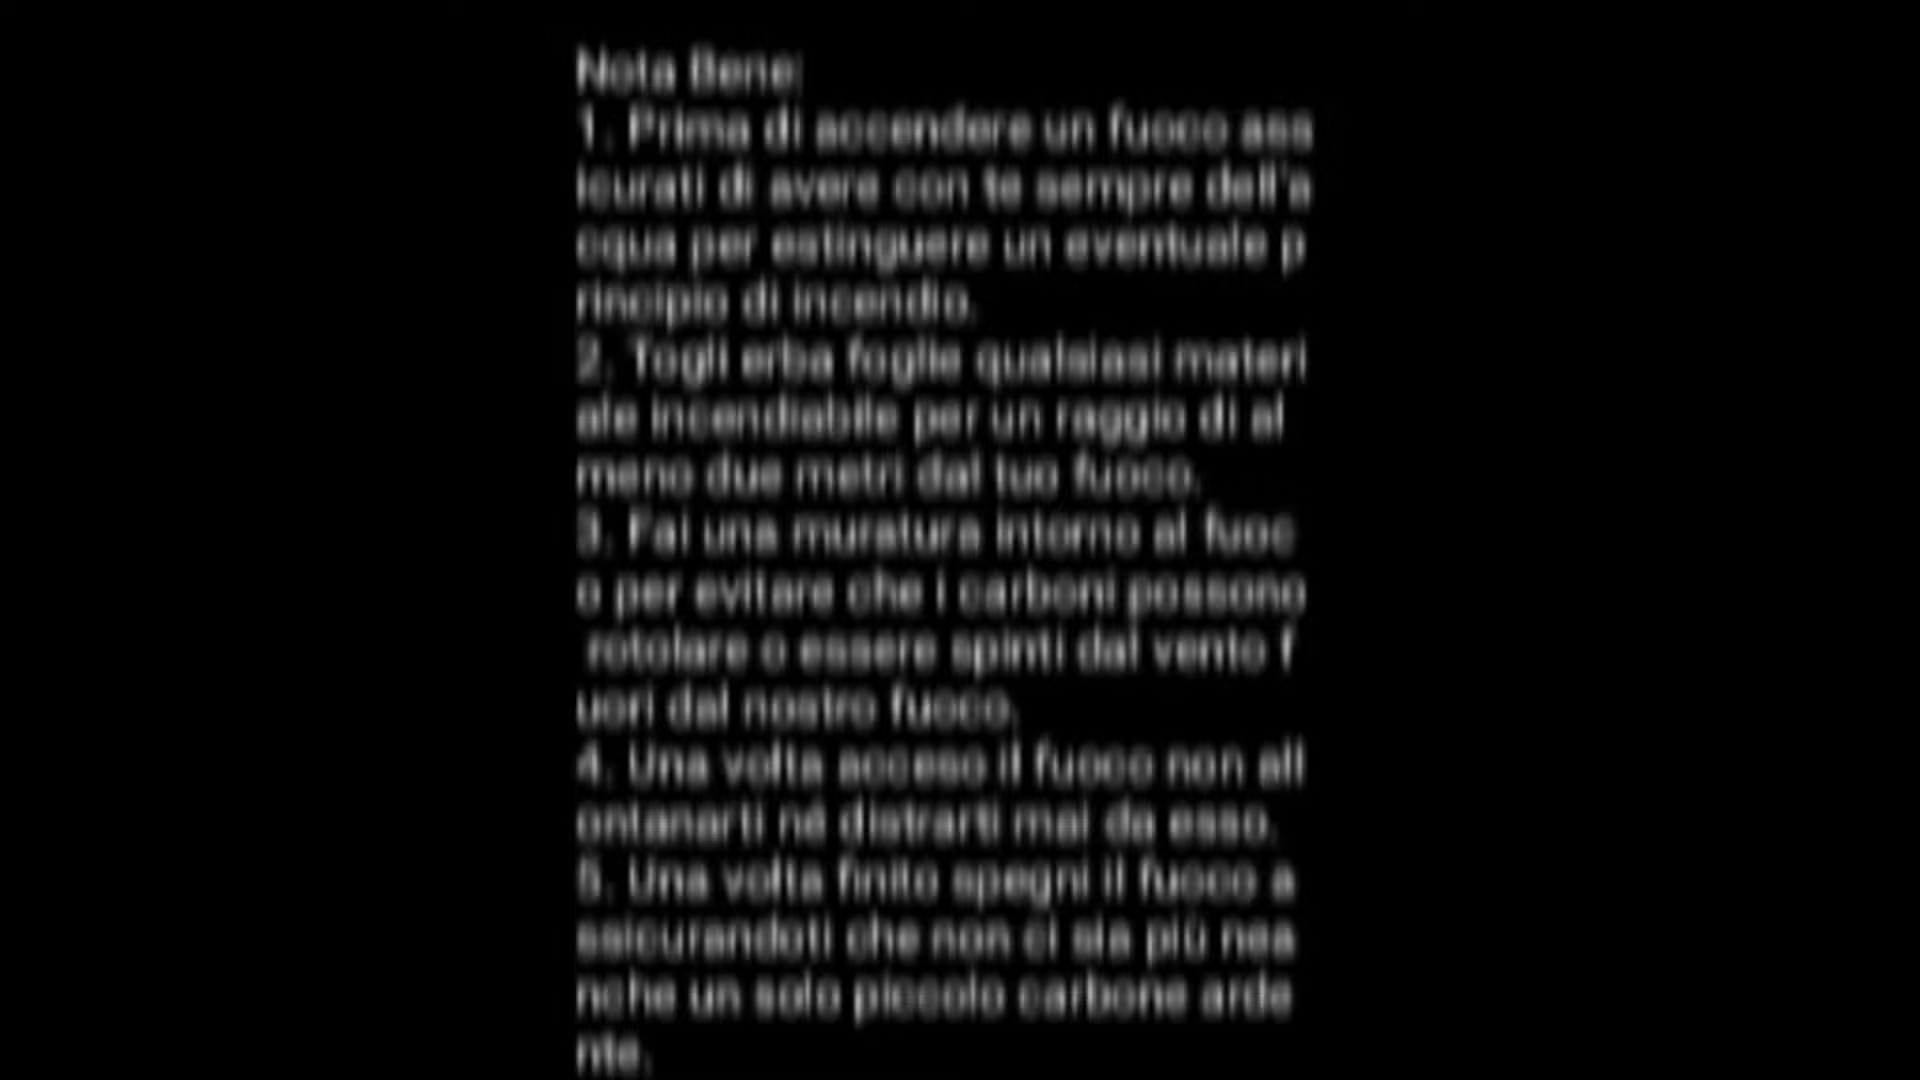 Nota Bene:
1. Prima di accendere un fuoco ass
icurati di avere con te sempre dell'a
cqua per estinguere un eventuale p
rincipio di incendio.
2. Togli erba foglie qualsiasi materi
ale incendiabile per un raggio di al
meno due metri dal tuo fuoco.
3. Fai una muratura intorno al fuoc
o per evitare che i carboni possono
rotolare o essere spinti dal vento f
uori dal nostro fuoco.
4. Una volta acceso il fuoco non all
ontanarti né distrarti mai da esso.
5. Una volta finito spegni il fuoco a
ssicurandoti che non ci sia più nea
nche un solo piccolo carbone arde
nte.